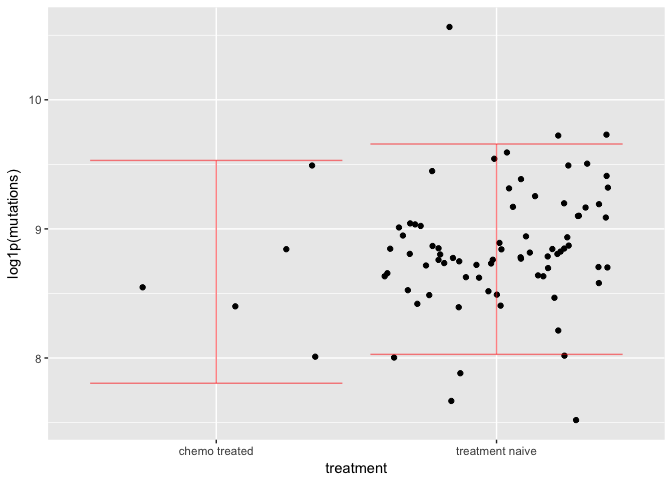 log1p(mutations)
10
9
8
chemo treated
treatment naive
treatment